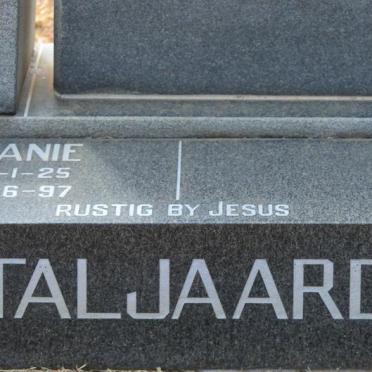 ANIE
-1-25
6-97
RUSTIG BY JESUS
TALJAARD